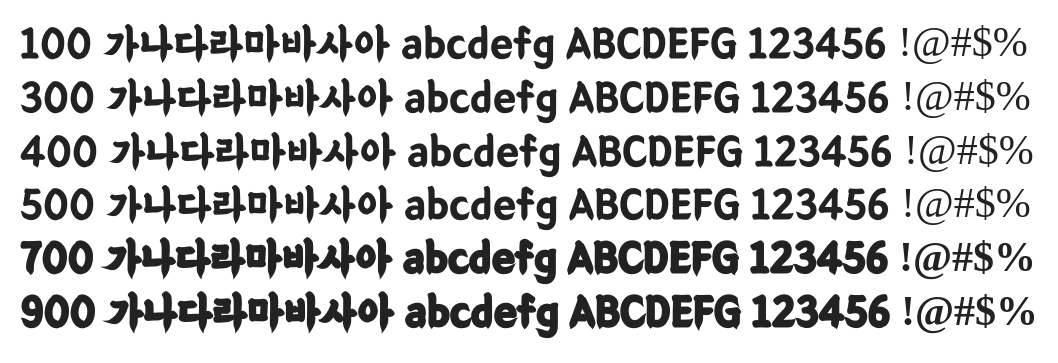 100 가나다라마바사아 abcdefg ABCDEFG 123456 !@#$%
300 가나다라마바사아 abcdefg ABCDEFG 123456 !@#$%
400 가나다라마바사아 abcdefg ABCDEFG 123456 !@#$%
500 가나다라마바사아 abcdefg ABCDEFG 123456 !@#$%
700 가나다라마바사아 abcdefg ABCDEFG 123456 !@#$%
900 가나다라마바사아 abcdefg ABCDEFG 123456 !@#$%